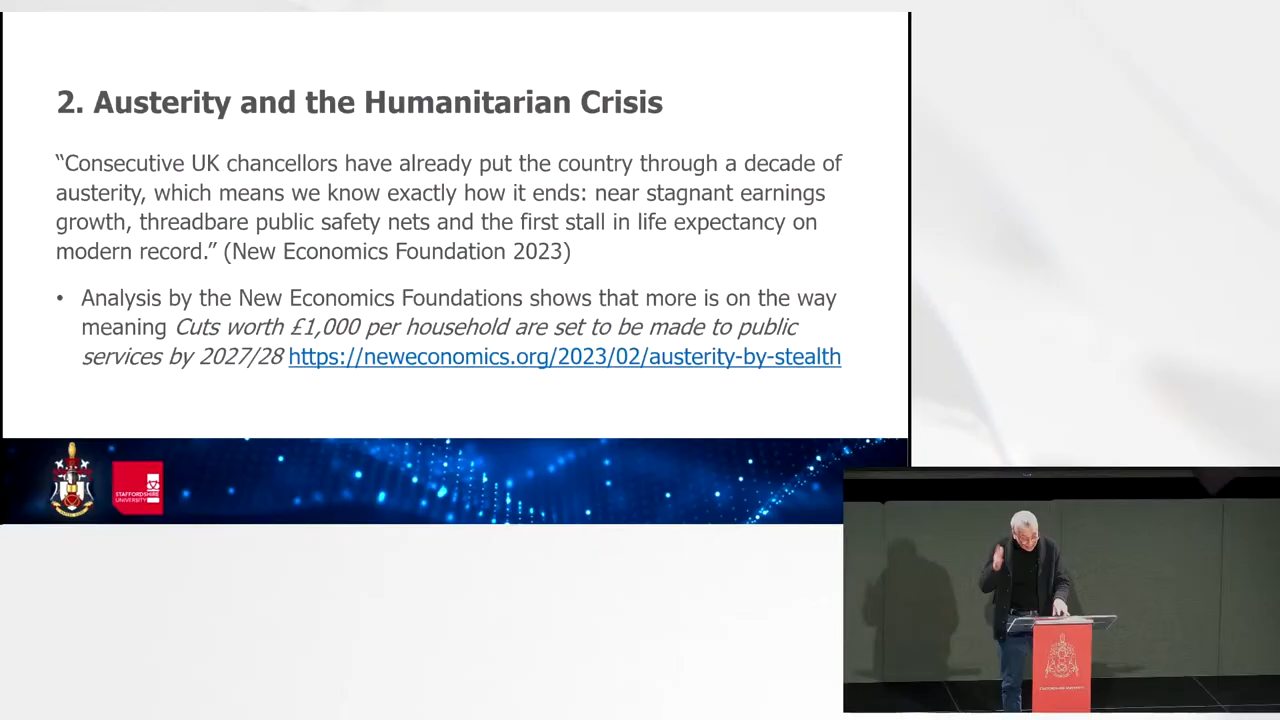 2. Austerity and the Humanitarian Crisis
“Consecutive UK chancellors have already put the country through a decade of
austerity, which means we know exactly how it ends: near stagnant earnings
growth, threadbare public safety nets and the first stall in life expectancy on
modern record.” (New Economics Foundation 2023)
• Analysis by the New Economics Foundations shows that more is on the way
meaning Cuts worth £1,000 per household are set to be made to public
services by 2027/28 https://neweconomics.org/2023/02/austerity-by-stealth
STAFFORDSHIRE
UNIVERSITY
STAFFORDSHIRE UNIVERSITY